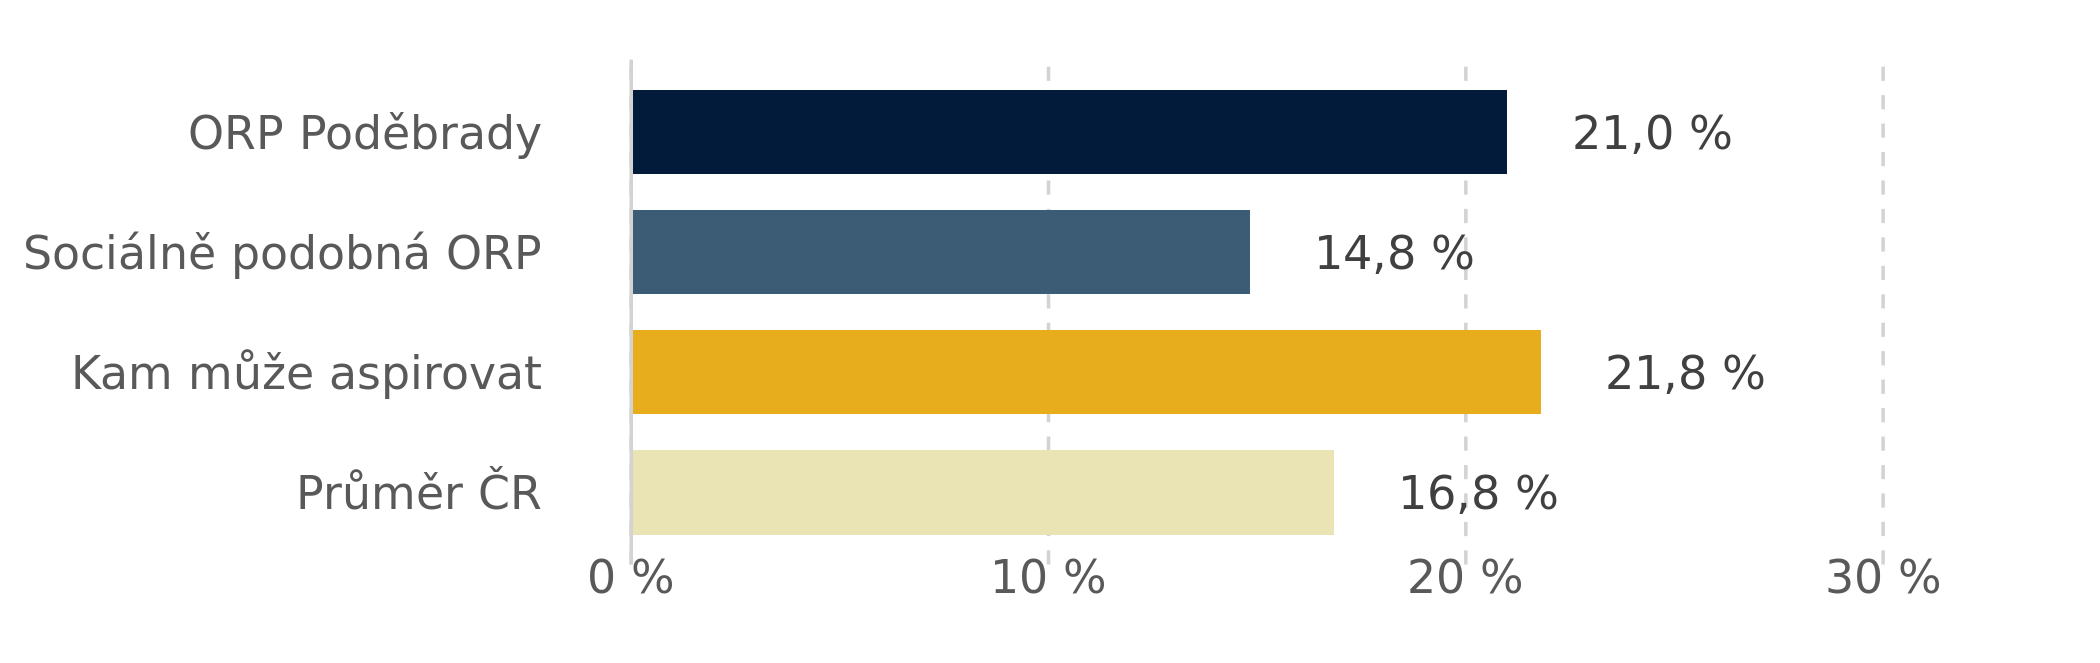 ORP Poděbrady 21,0 %
Sociálně podobná ORP 14,8 %
Kam může aspirovat 21,8 %
Průměr ČR 16,8 %
0 % 10 % 20 % 30 %